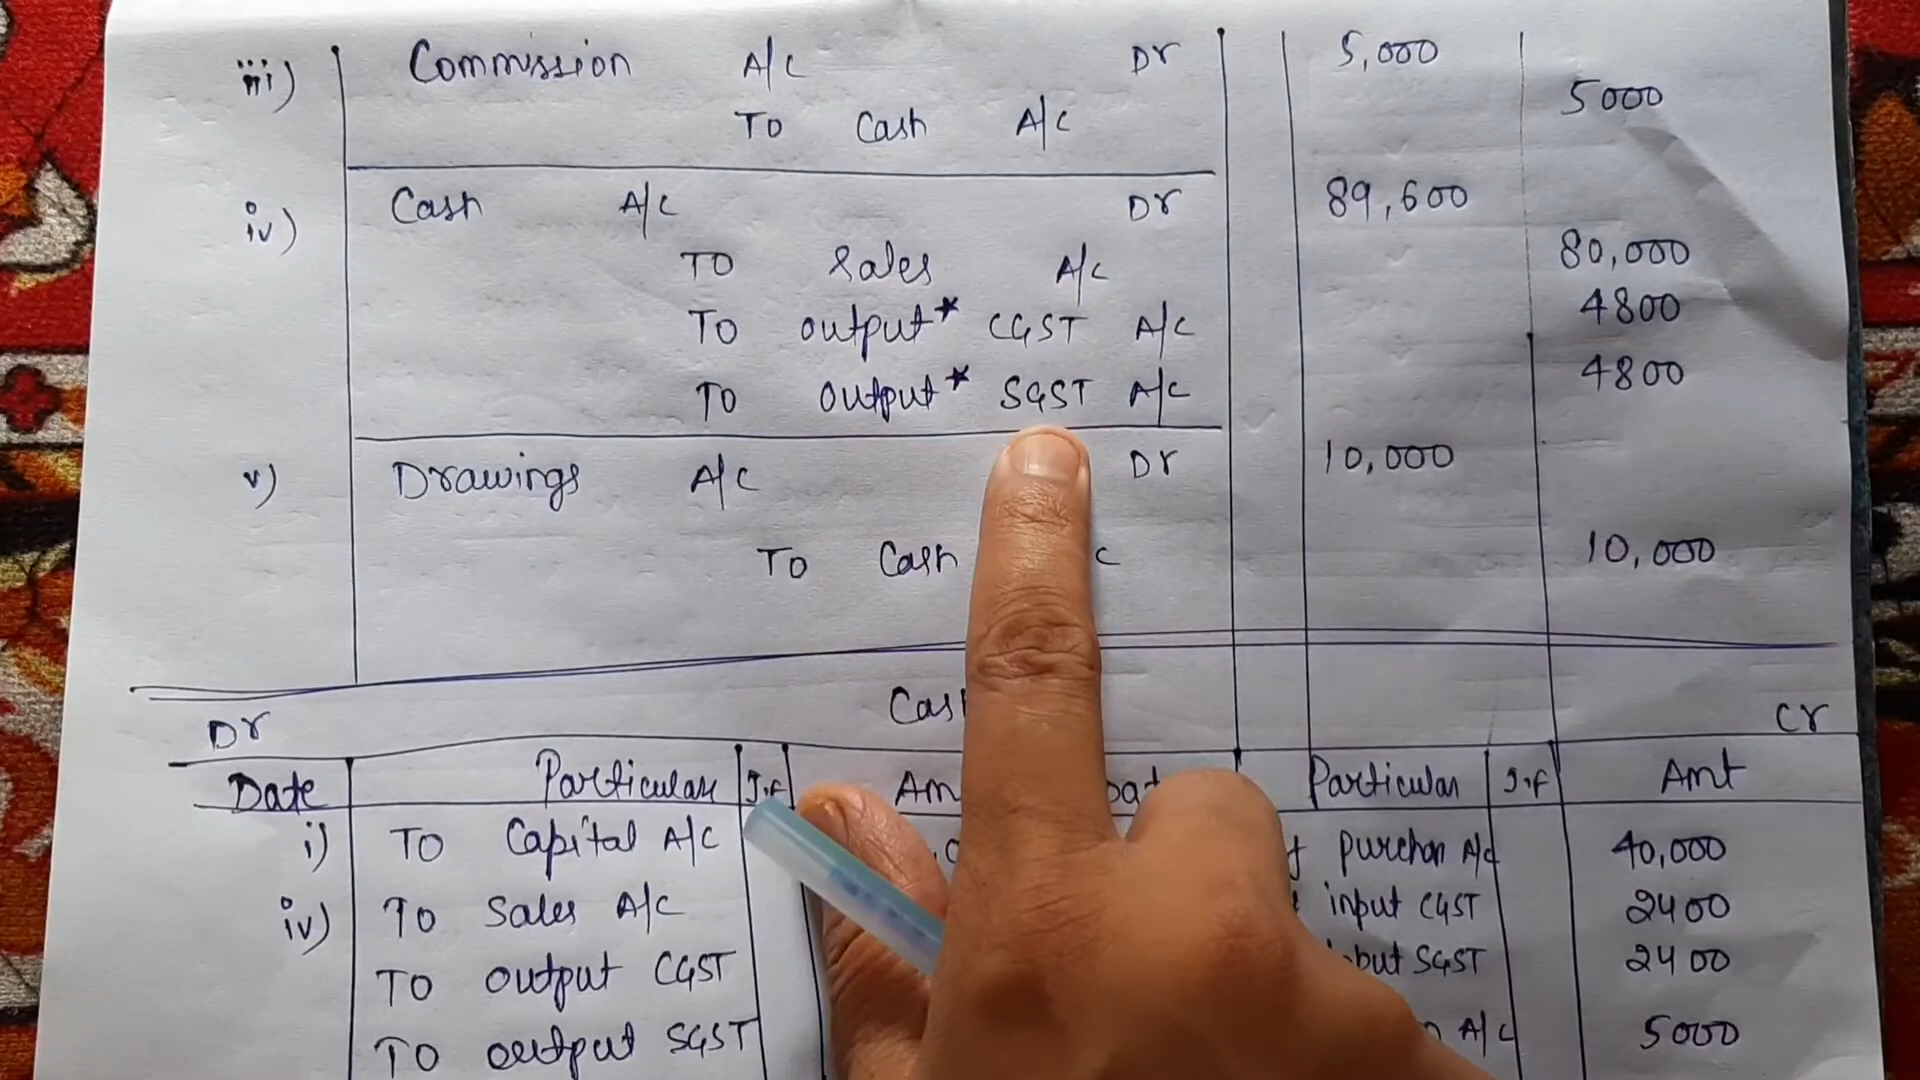 iii) Commission A/c Dr 5,000
To Cash A/c 5000
iv) Cash A/c Dr 89,600
To Sales A/c 80,000
To output* CGST A/c 4800
To output* SGST A/c 4800
v) Drawings A/c Dr 10,000
To Cash c 10,000
Dr Cas Cr
Date Particular J.f Am Particular J.f Amt
i) To Capital A/c purchan A/c 40,000
iv) To Sales A/c input CGST 2400
To output CGST SGST 2400
To output SGST A/c 5000